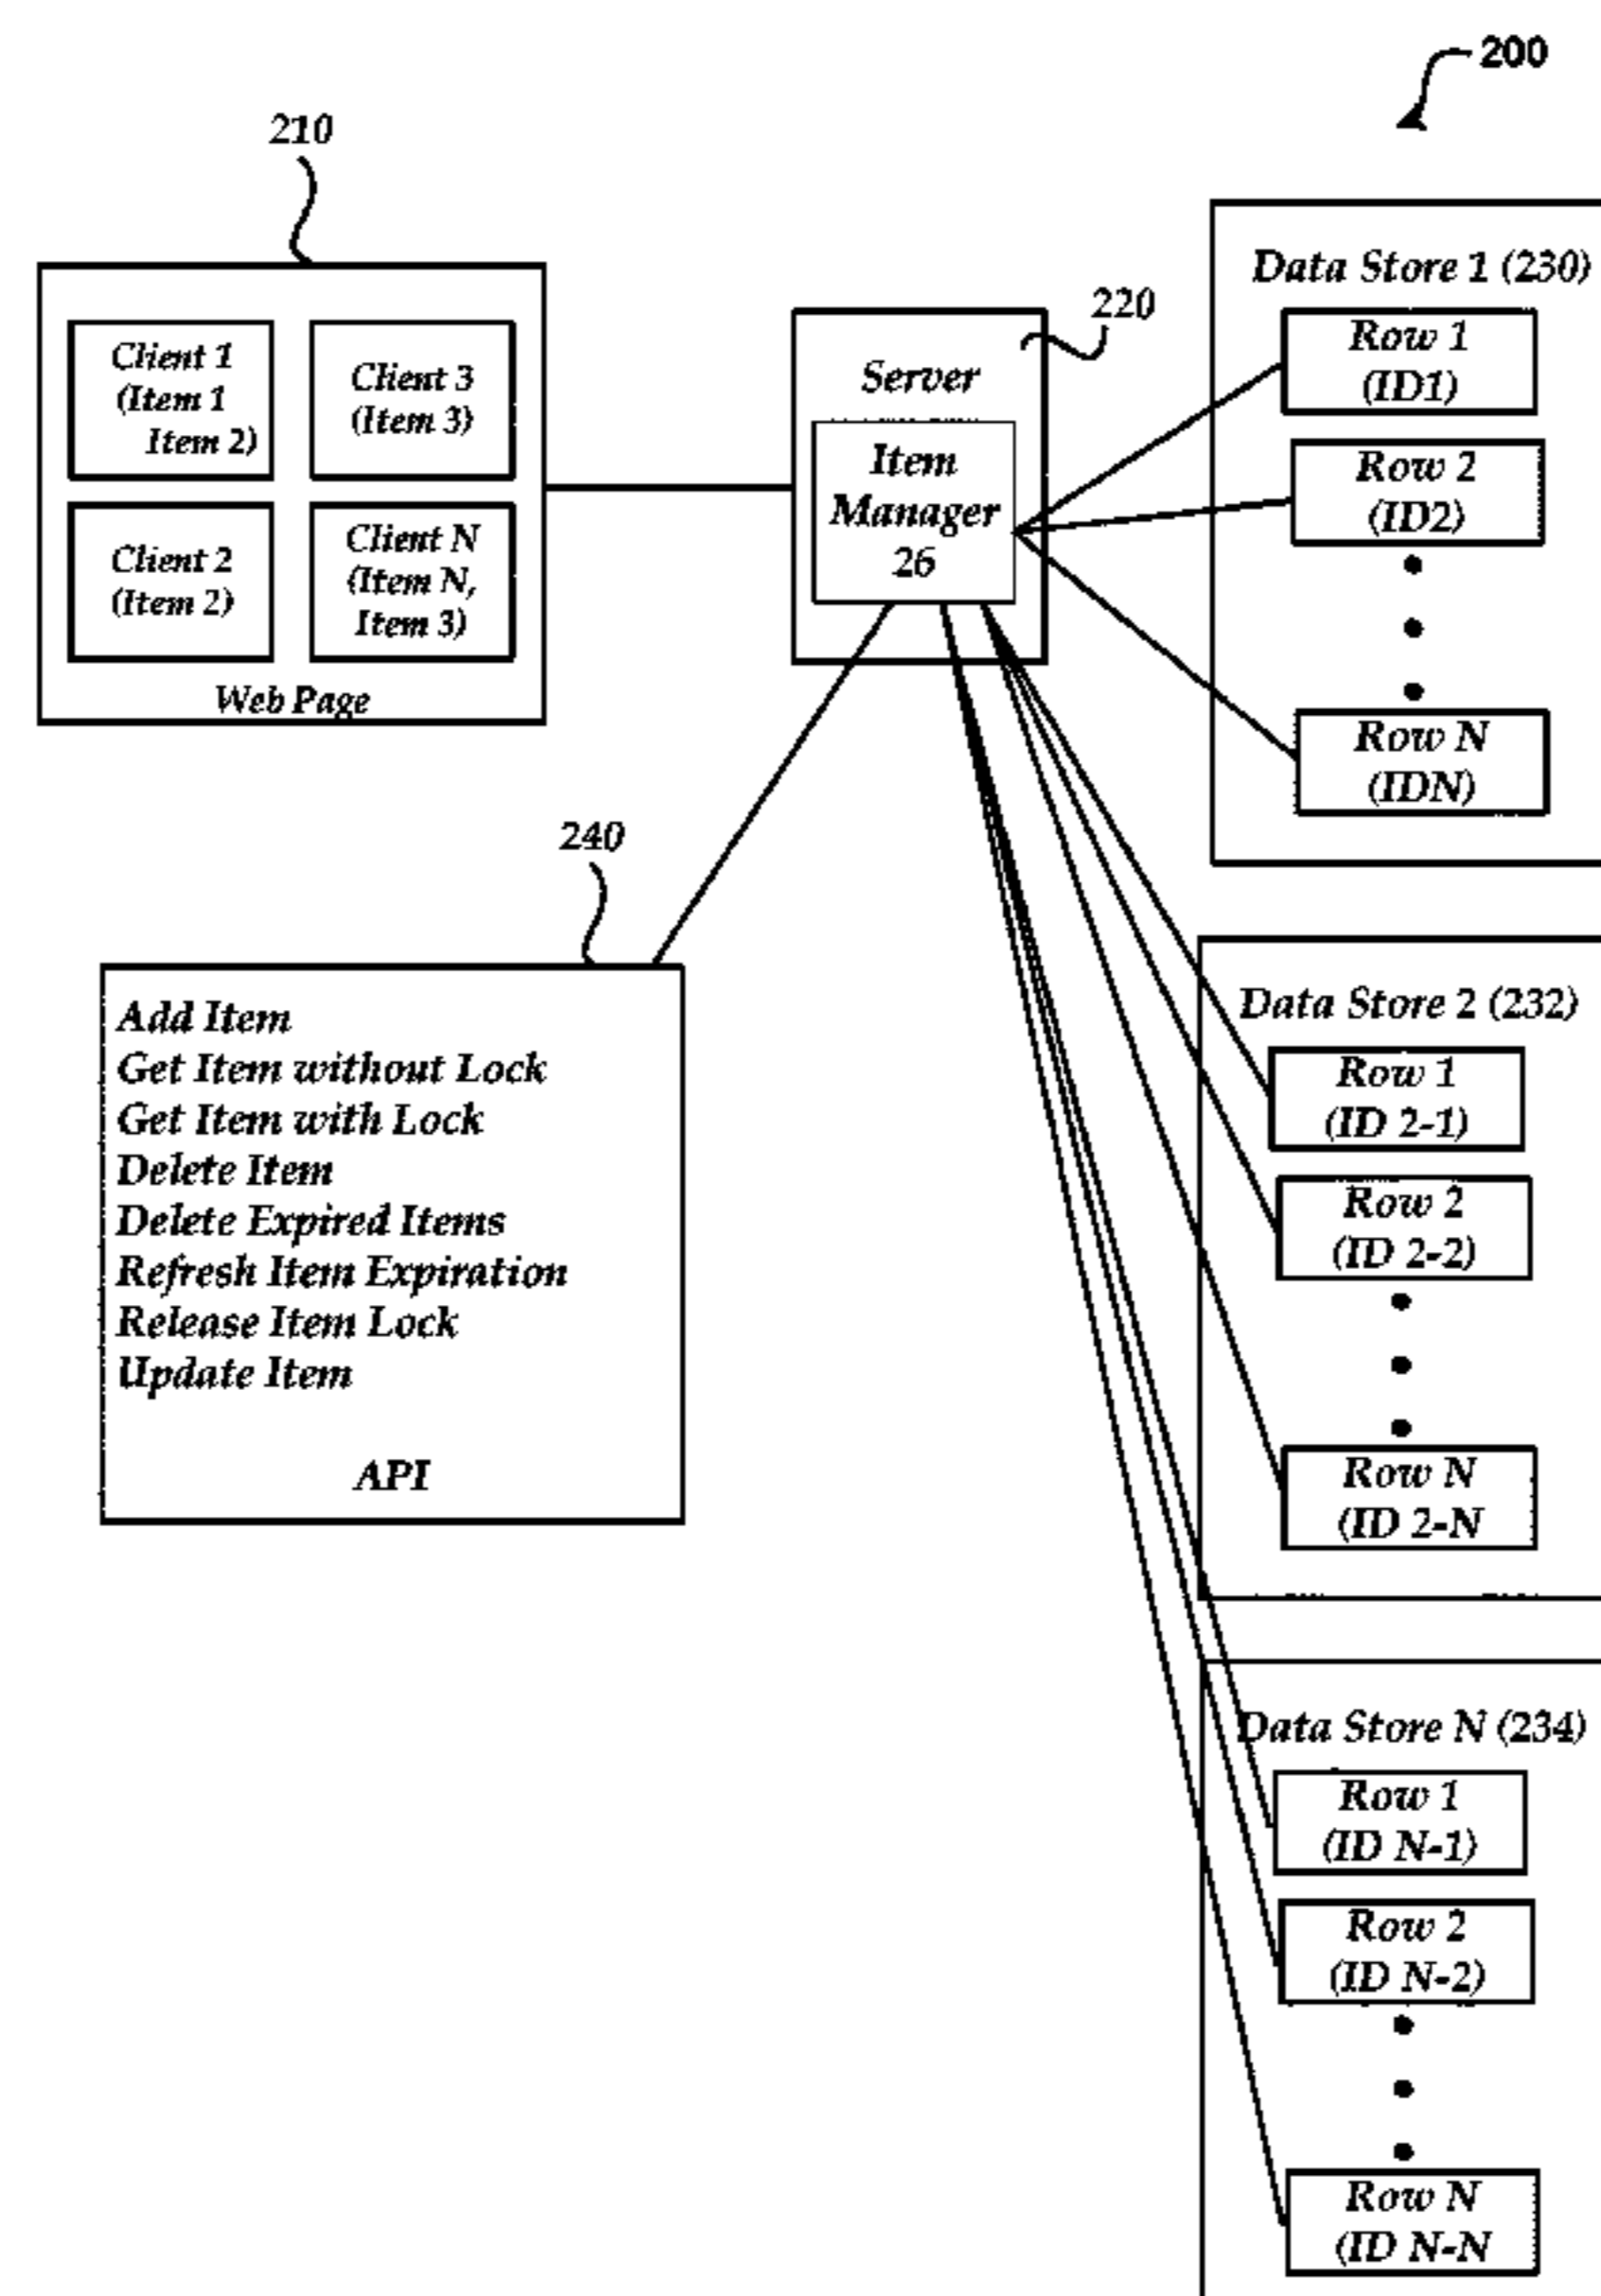 200
210
Client 1
(Item 1
Item 2)
Client 3
(Item 3)
Client 2
(Item 2)
Client N
(Item N,
Item 3)
Web Page
220
Server
Item
Manager
26
Data Store 1 (230)
Row 1
(ID1)
Row 2
(ID2)
Row N
(IDN)
240
Add Item
Get Item without Lock
Get Item with Lock
Delete Item
Delete Expired Items
Refresh Item Expiration
Release Item Lock
Update Item
API
Data Store 2 (232)
Row 1
(ID 2-1)
Row 2
(ID 2-2)
Row N
(ID 2-N
Data Store N (234)
Row 1
(ID N-1)
Row 2
(ID N-2)
Row N
(ID N-N